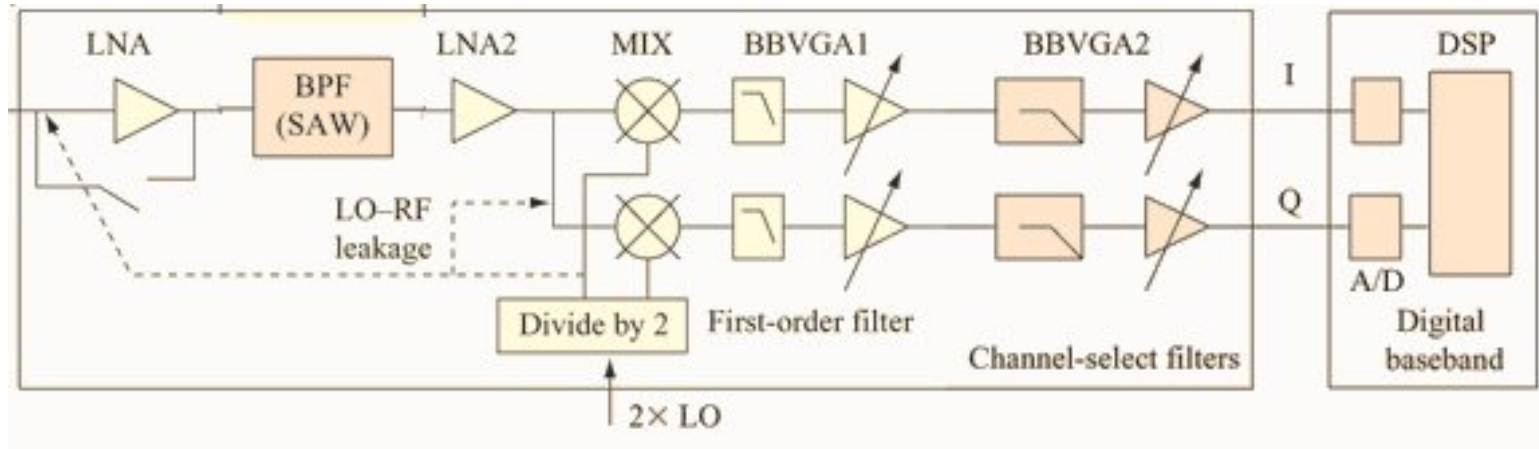 LNA
LNA2
MIX
BBVGA1
BBVGA2
DSP
BPF
(SAW)
I
LO–RF
leakage
Q
A/D
Divide by 2
First-order filter
Channel-select filters
Digital
baseband
2× LO